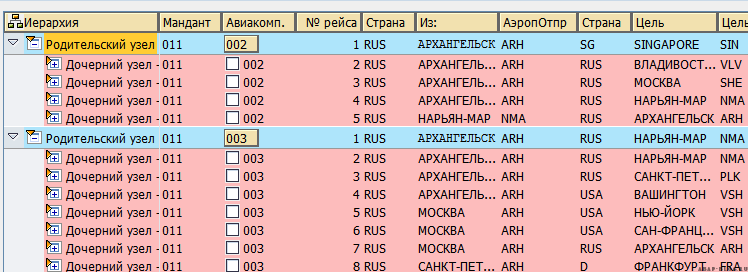 Иерархия Мандант Авиакомп. № рейса Страна Из: АэропОтпр Страна Цель Цель
Родительский узел 011 002 1 RUS АРХАНГЕЛЬСК ARH SG SINGAPORE SIN
Дочерний узел - 011 002 2 RUS АРХАНГЕЛЬ... ARH RUS ВЛАДИВОСТ... VLV
Дочерний узел - 011 002 3 RUS АРХАНГЕЛЬ... ARH RUS МОСКВА SHE
Дочерний узел - 011 002 4 RUS АРХАНГЕЛЬ... ARH RUS НАРЬЯН-МАР NMA
Дочерний узел - 011 002 5 RUS НАРЬЯН-МАР NMA RUS АРХАНГЕЛЬСК ARH
Родительский узел 011 003 1 RUS АРХАНГЕЛЬСК ARH RUS НАРЬЯН-МАР NMA
Дочерний узел - 011 003 2 RUS АРХАНГЕЛЬ... ARH RUS НАРЬЯН-МАР NMA
Дочерний узел - 011 003 3 RUS АРХАНГЕЛЬ... ARH RUS САНКТ-ПЕТ... PLK
Дочерний узел - 011 003 4 RUS АРХАНГЕЛЬ... ARH USA ВАШИНГТОН VSH
Дочерний узел - 011 003 5 RUS МОСКВА ARH USA НЬЮ-ЙОРК VSH
Дочерний узел - 011 003 6 RUS МОСКВА ARH USA САН-ФРАНЦ... VSH
Дочерний узел - 011 003 7 RUS МОСКВА ARH RUS АРХАНГЕЛЬСК ARH
Дочерний узел - 011 003 8 RUS САНКТ-ПЕТ... ARH D ФРАНКФУРТ FRA